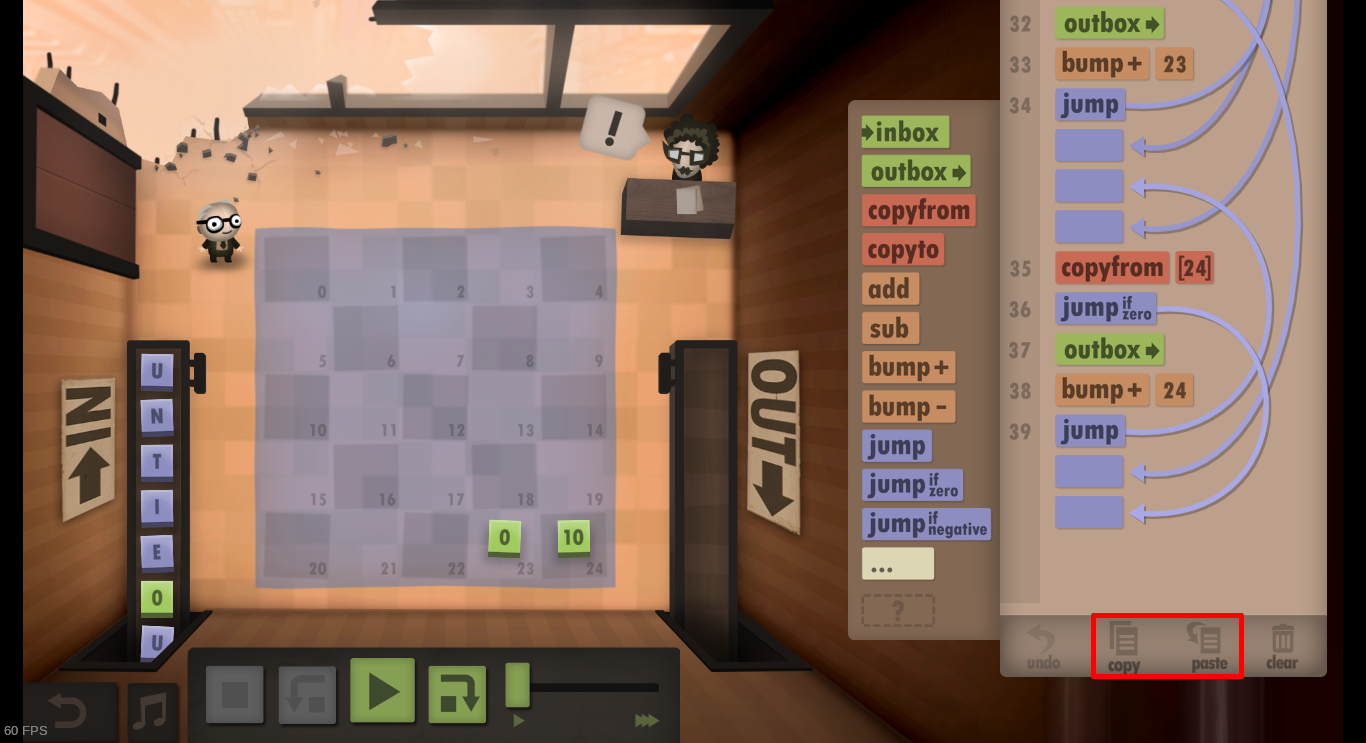 32 outbox
33 bump + 23
34 jump
35 copyfrom [24]
36 jump if zero
37 outbox
38 bump + 24
39 jump
inbox
outbox
copyfrom
copyto
add
sub
bump +
bump -
jump
jump if zero
jump if negative
...
?
!
0 1 2 3 4
5 6 7 8 9
10 11 12 13 14
15 16 17 18 19
0 10
20 21 22 23 24
IN
U
N
T
I
E
0
U
OUT
undo copy paste clear
60 FPS